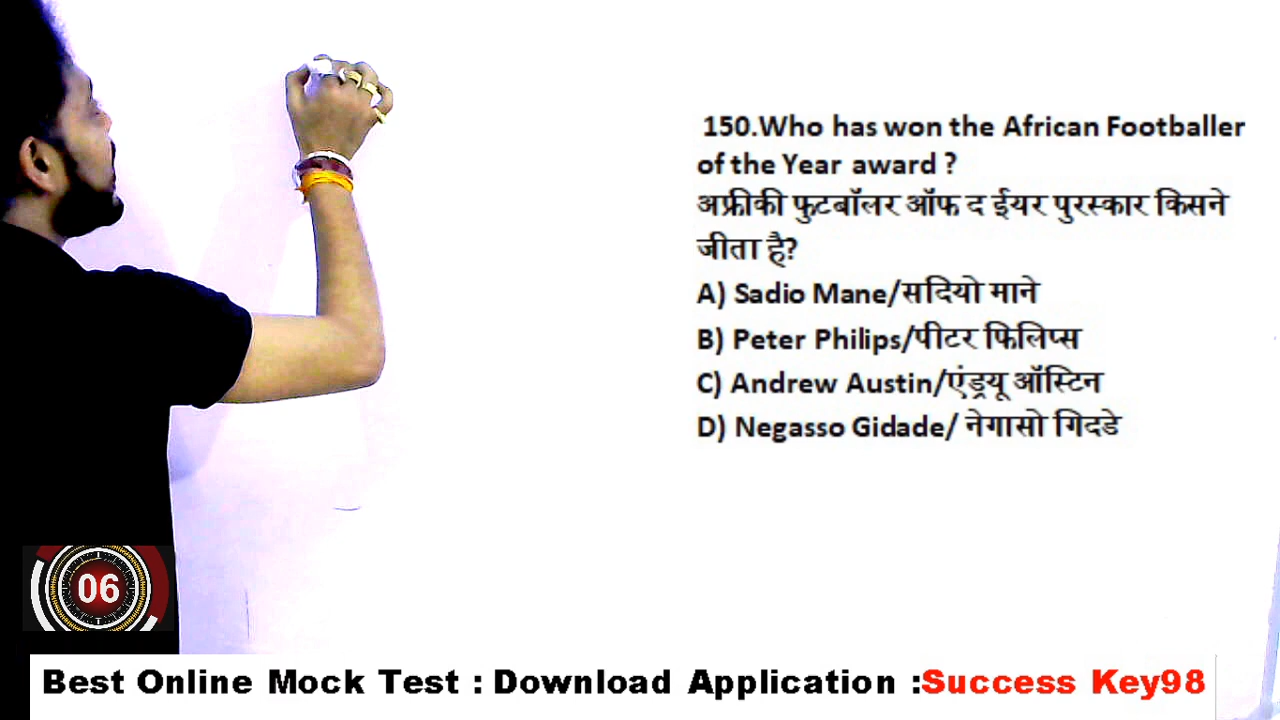 150.Who has won the African Footballer
of the Year award ?
अफ्रीकी फुटबॉलर ऑफ द ईयर पुरस्कार किसने
जीता है?
A) Sadio Mane/सदियो माने
B) Peter Philips/पीटर फिलिप्स
C) Andrew Austin/एंड्रयू ऑस्टिन
D) Negasso Gidade/ नेगासो गिदडे
06
Best Online Mock Test : Download Application :Success Key98